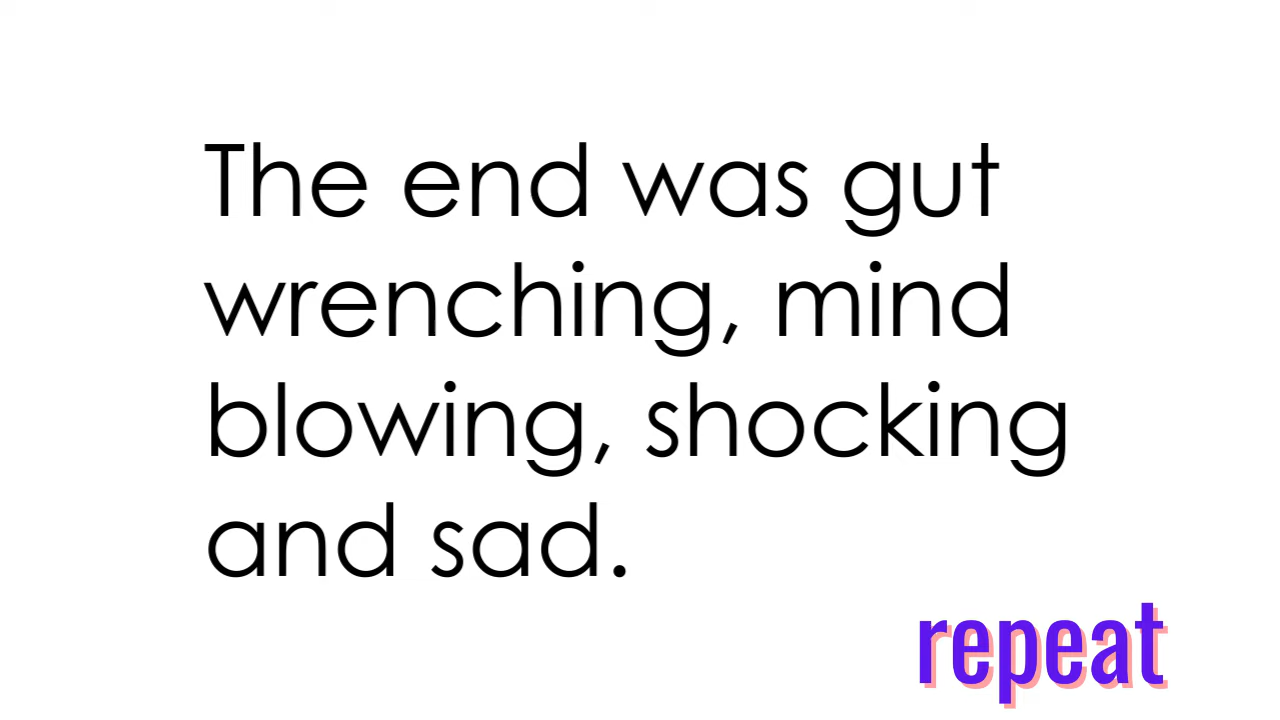 The end was gut
wrenching, mind
blowing, shocking
and sad.
repeat